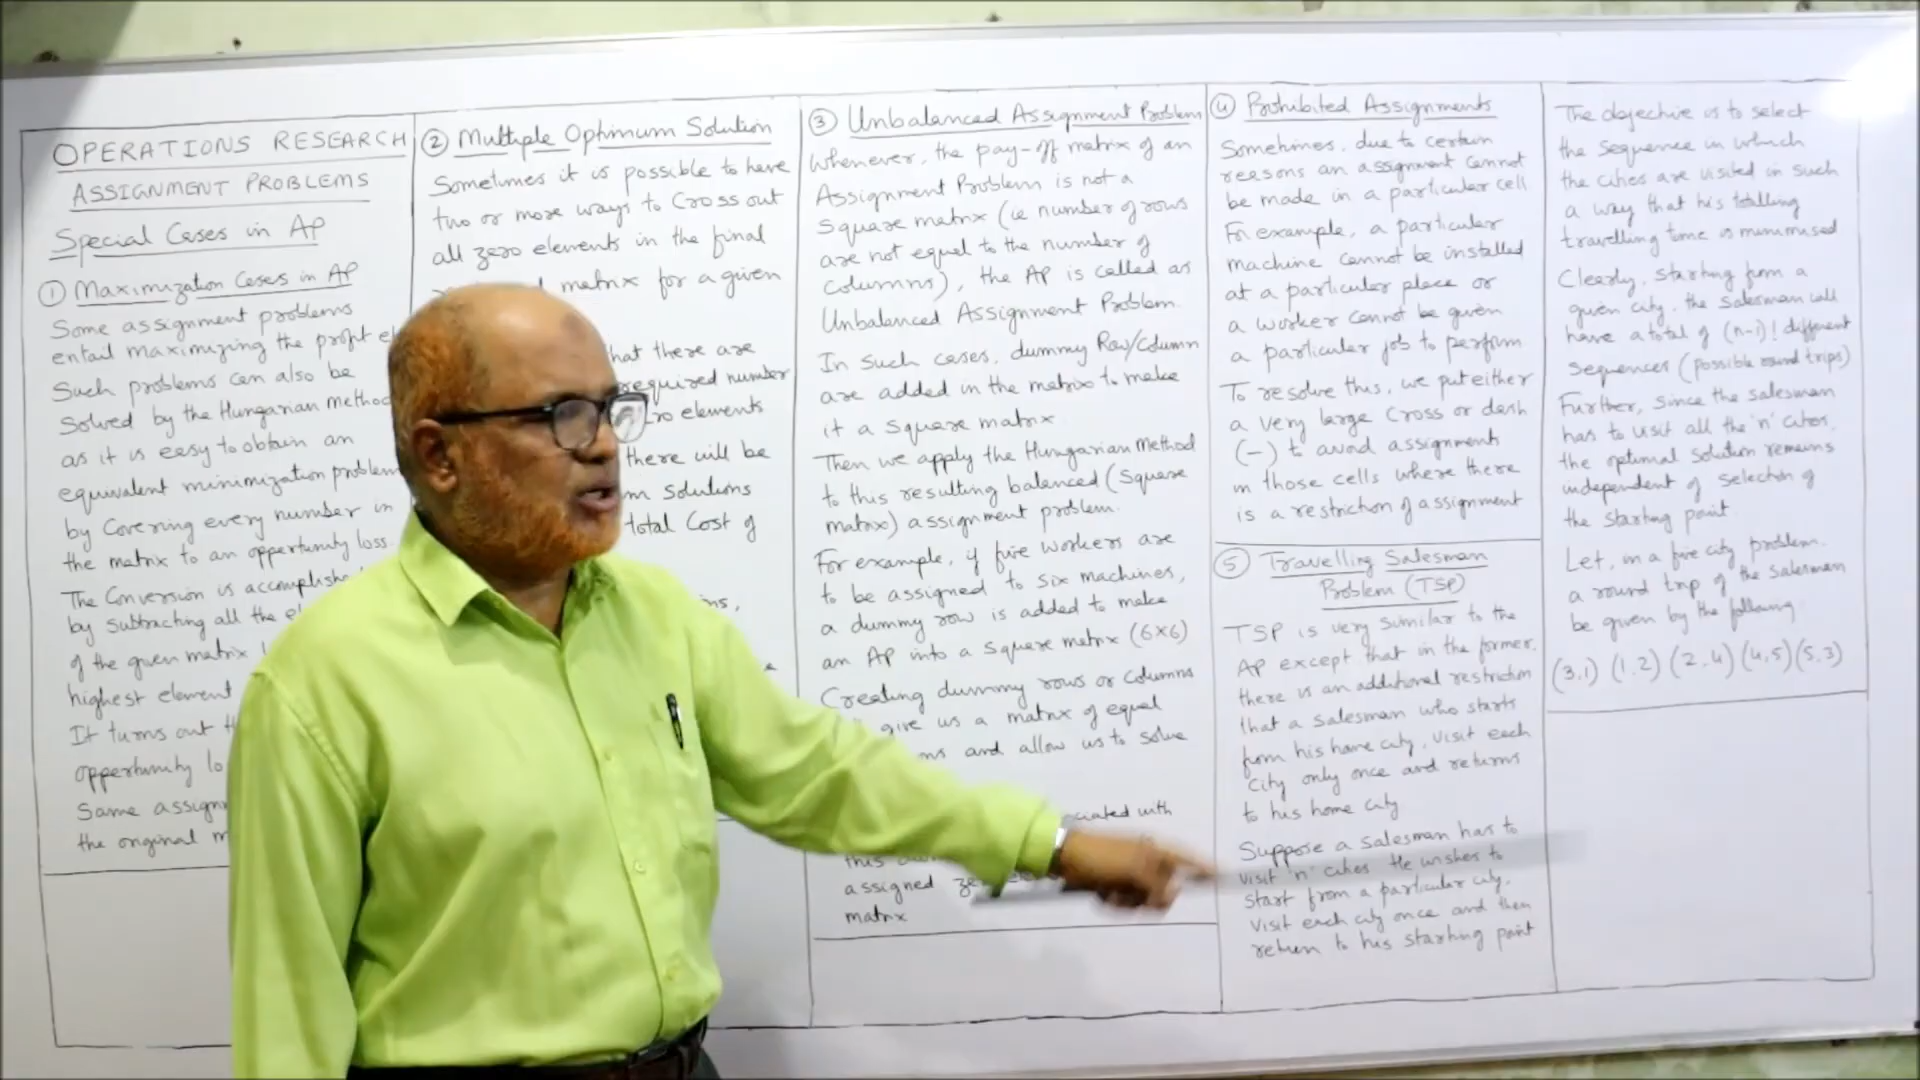 OPERATIONS RESEARCH
ASSIGNMENT PROBLEMS
Special Cases in AP
① Maximization Cases in AP
Some assignment problems
entail maximizing the profit
Such problems can also be
Solved by the Hungarian Method
as it is easy to obtain an
equivalent minimization problem
by Covering every number in
the matrix to an opportunity loss.
The Conversion is
by subtracting all the
of the given matrix
highest element
It turns out
opportunity
Same
the original
② Multiple Optimum Solution
Sometimes it is possible to have
two or more ways to Cross out
all zero elements in the final
matrix for a given
that there are
required number
elements
there will be
solutions
total Cost of
③ Unbalanced Assignment Problem
Whenever, the pay-off matrix of an
Assignment Problem is not a
Square matrix (ie number of rows
are not equal to the number of
columns), the AP is called as
Unbalanced Assignment Problem.
In such cases, dummy Row/Column
are added in the matrix to make
it a square matrix.
Then we apply the Hungarian Method
to this resulting balanced (Square
matrix) assignment problem.
For example, if five workers are
to be assigned to six machines,
a dummy row is added to make
an AP into a square matrix (6×6)
Creating dummy rows or columns
give us a matrix of equal
and allow us to solve
with
this
assigned
matrix
④ Prohibited Assignments
Sometimes, due to certain
reasons an assignment cannot
be made in a particular cell
For example, a particular
machine cannot be installed
at a particular place or
a worker cannot be given
a particular job to perform
To resolve this, we put either
a very large Cross or dash
(-) to avoid assignments
in those cells where there
is a restriction of assignment
⑤ Travelling Salesman
Problem (TSP)
TSP is very similar to the
AP except that in the former,
there is an additional restriction
that a salesman who starts
from his home city, visit each
City only once and returns
to his home city
Suppose a salesman has to
visit 'n' cities. He wishes to
start from a particular city,
visit each city once and then
return to his starting point
The objective is to select
the sequence in which
the cities are visited in such
a way that his totalling
travelling time is minimised
Clearly, starting from a
given city, the salesman will
have a total of (n-1)! different
sequences (possible round trips)
Further, since the salesman
has to visit all the 'n' cities,
the optimal solution remains
independent of selection of
the starting point.
Let, in a five city problem,
a round trip of the salesman
be given by the following
(3,1) (1,2) (2,4) (4,5) (5,3)